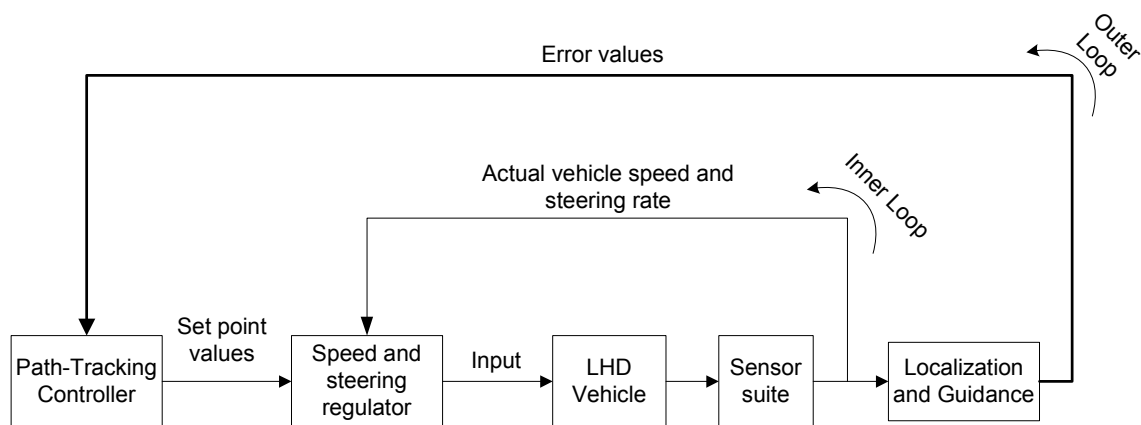 Error values
Outer
Loop
Actual vehicle speed and
steering rate
Inner Loop
Set point
values
Path-Tracking
Controller
Speed and
steering
regulator
Input
LHD
Vehicle
Sensor
suite
Localization
and Guidance